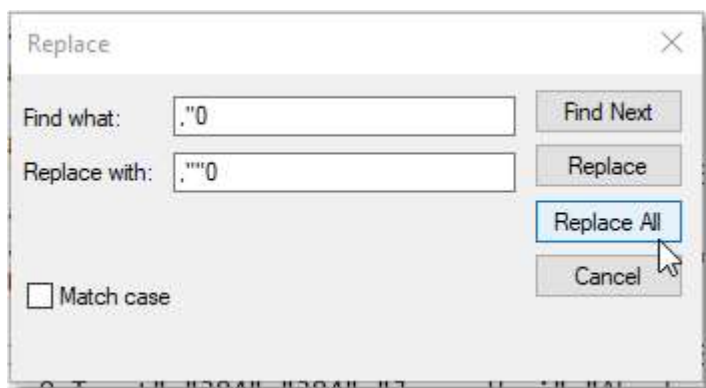 Replace
Find what: ,"0 Find Next
Replace with: ,""0 Replace
Replace All
Match case Cancel